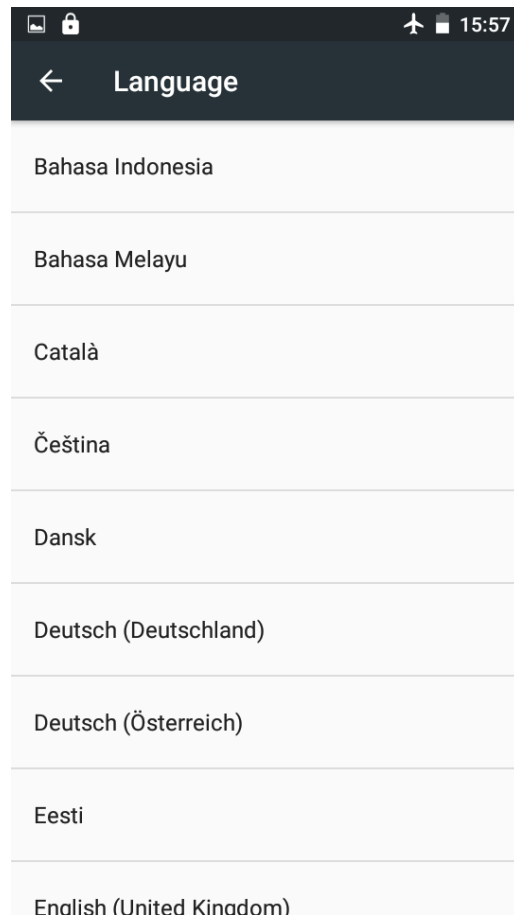 15:57
Language
Bahasa Indonesia
Bahasa Melayu
Català
Čeština
Dansk
Deutsch (Deutschland)
Deutsch (Österreich)
Eesti
English (United Kingdom)